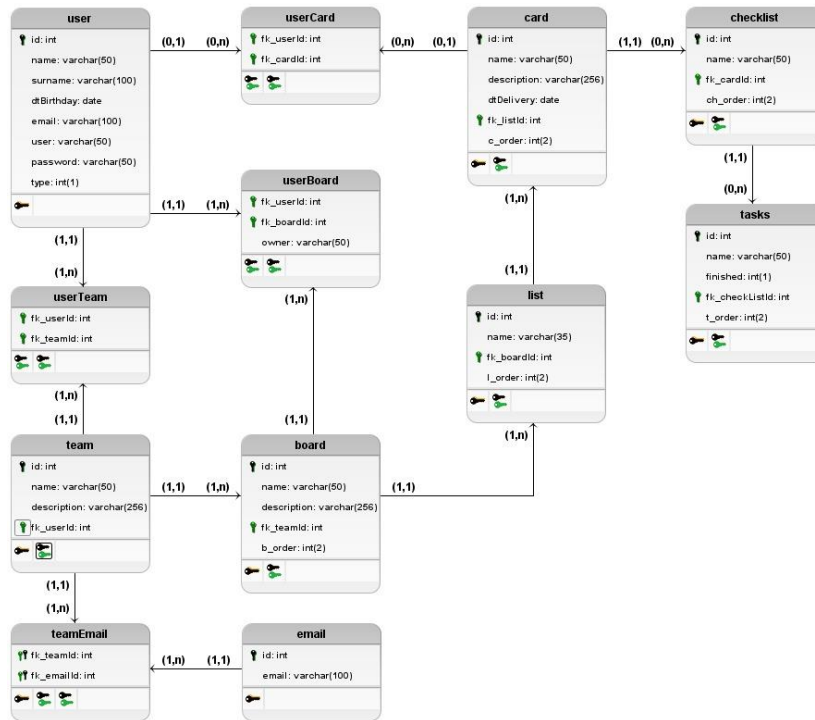 user
id: int
name: varchar(50)
surname: varchar(100)
dtBirthday: date
email: varchar(100)
user: varchar(50)
password: varchar(50)
type: int(1)
(0,1) (0,n)
userCard
fk_userId: int
fk_cardId: int
(0,n) (0,1)
card
id: int
name: varchar(50)
description: varchar(256)
dtDelivery: date
fk_listId: int
c_order: int(2)
(1,1) (0,n)
checklist
id: int
name: varchar(50)
fk_cardId: int
ch_order: int(2)
(1,1)
(0,n)
(1,1) (1,n)
userBoard
fk_userId: int
fk_boardId: int
owner: varchar(50)
(1,n)
(1,1)
(1,n)
(1,1)
tasks
id: int
name: varchar(50)
finished: int(1)
fk_checkListId: int
t_order: int(2)
(1,1)
(1,n)
userTeam
fk_userId: int
fk_teamId: int
(1,n)
(1,1)
list
id: int
name: varchar(35)
fk_boardId: int
l_order: int(2)
(1,n)
team
id: int
name: varchar(50)
description: varchar(256)
fk_userId: int
(1,1) (1,n)
board
id: int
name: varchar(50)
description: varchar(256)
fk_teamId: int
b_order: int(2)
(1,1)
(1,1)
(1,n)
teamEmail
fk_teamId: int
fk_emailId: int
(1,n) (1,1)
email
id: int
email: varchar(100)